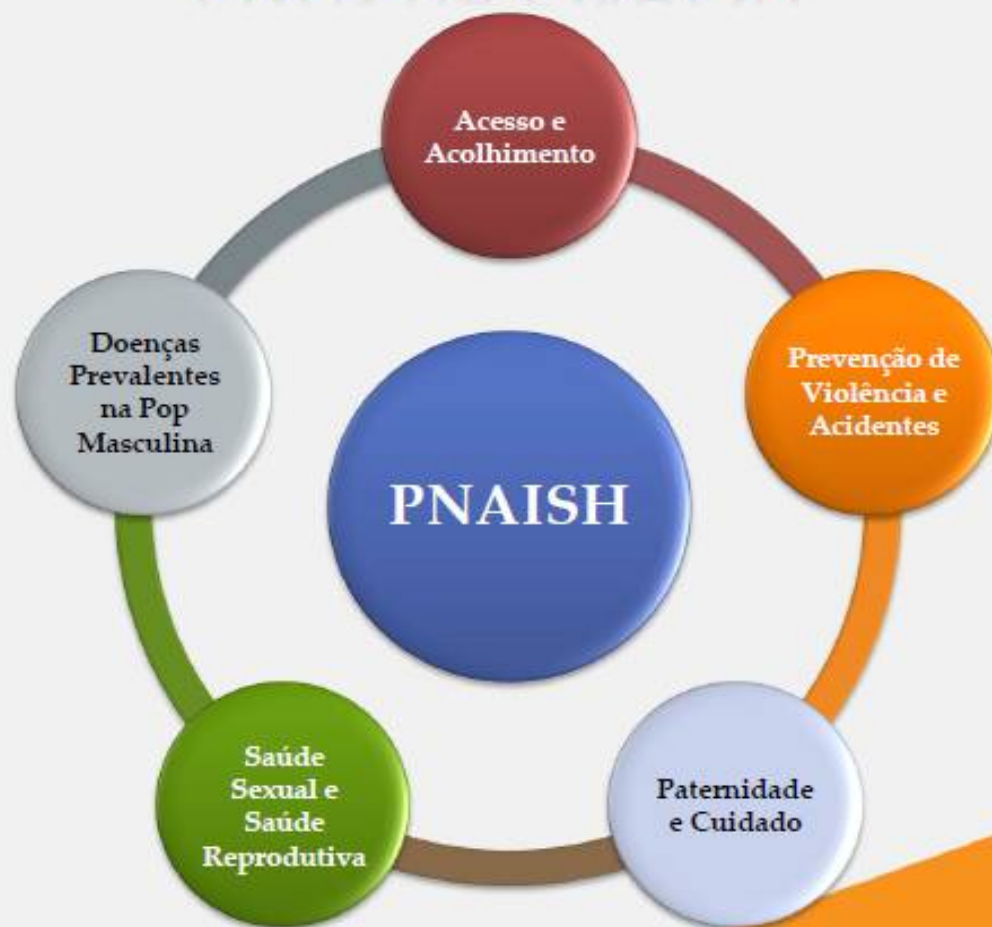 Acesso e
Acolhimento
Prevenção de
Violência e
Acidentes
Paternidade
e Cuidado
Saúde
Sexual e
Saúde
Reprodutiva
Doenças
Prevalentes
na Pop
Masculina
PNAISH